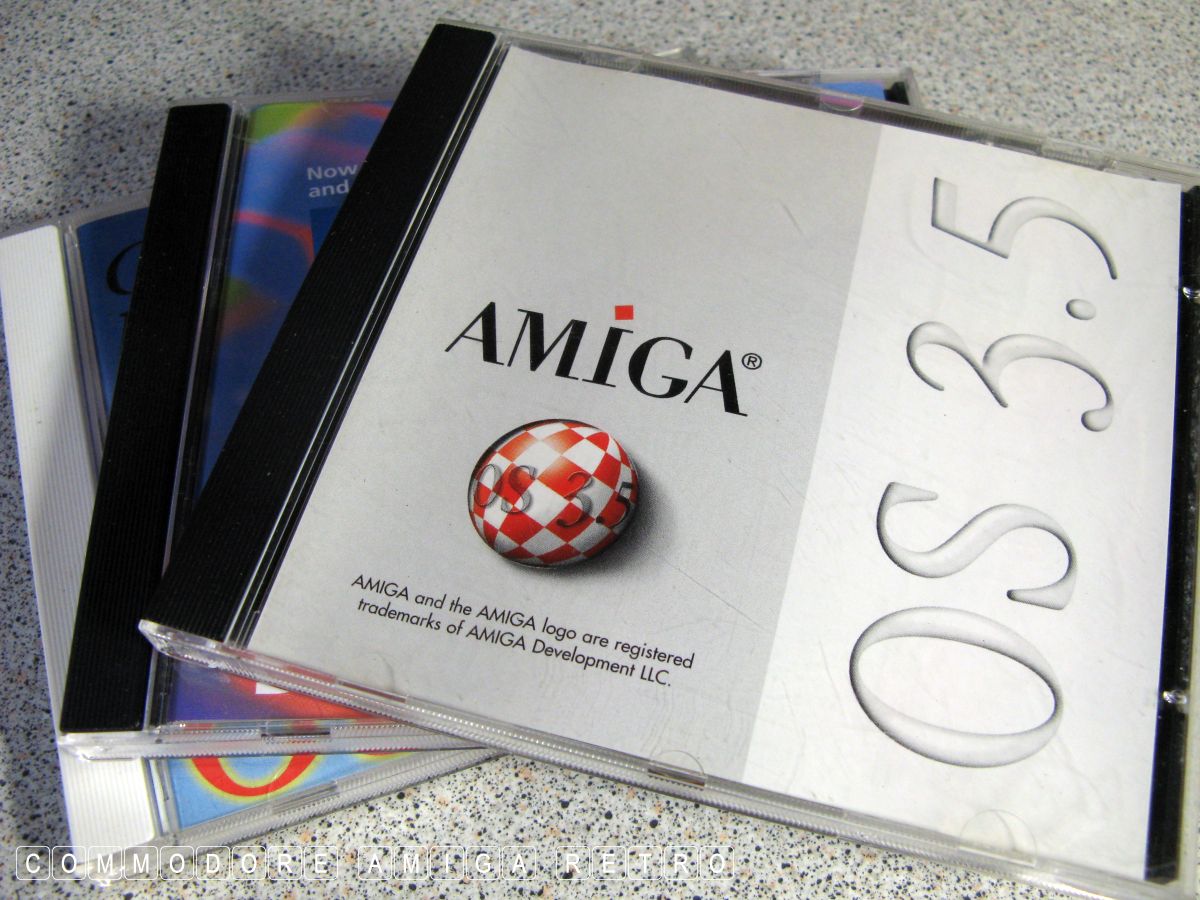 Now
and
AMIGA®
OS 3.5
AMIGA and the AMIGA logo are registered
trademarks of AMIGA Development LLC.
OS 3.5
COMMODORE AMIGA RETRO